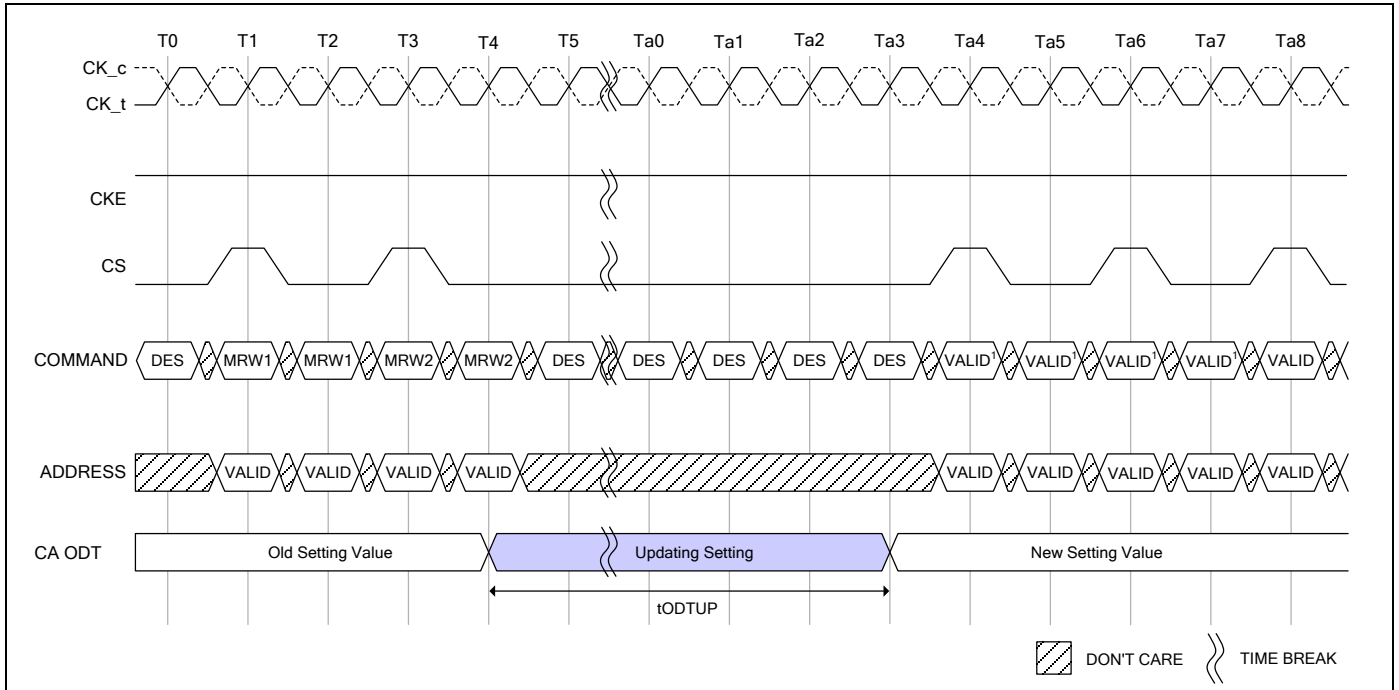 T0 T1 T2 T3 T4 T5 Ta0 Ta1 Ta2 Ta3 Ta4 Ta5 Ta6 Ta7 Ta8
CK_c
CK_t
CKE
CS
COMMAND DES MRW1 MRW1 MRW2 MRW2 DES DES DES DES DES VALID¹ VALID¹ VALID¹ VALID¹ VALID
ADDRESS VALID VALID VALID VALID VALID VALID VALID VALID VALID
CA ODT Old Setting Value Updating Setting New Setting Value
tODTUP
DON'T CARE TIME BREAK